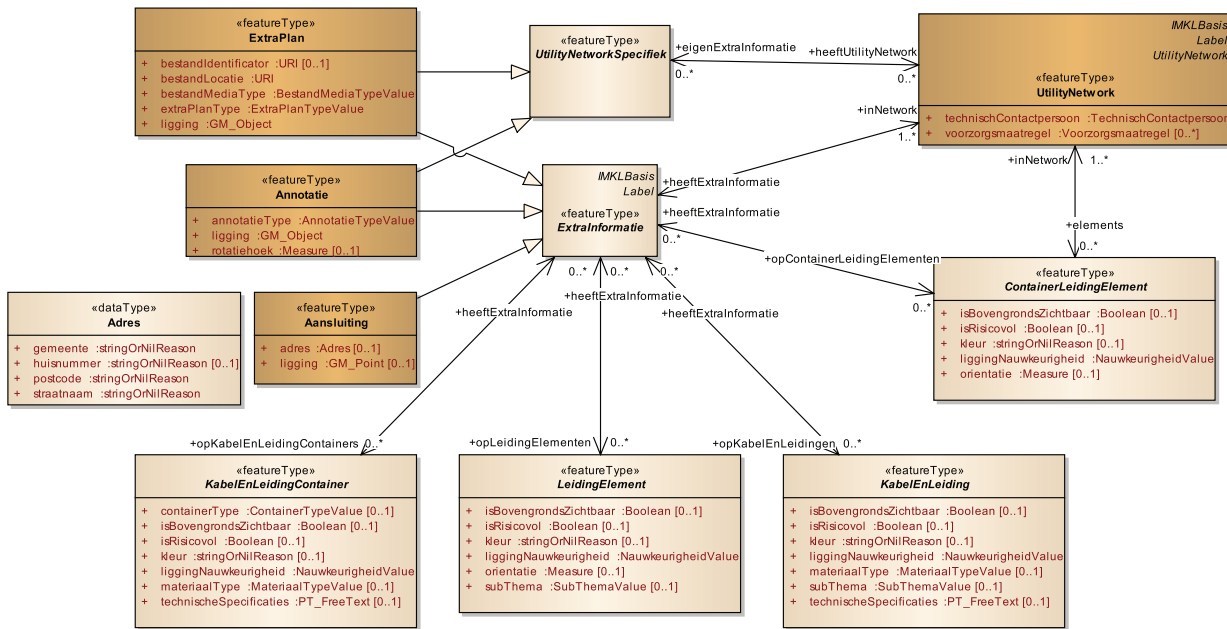 «featureType»
ExtraPlan
+ bestandIdentificator :URI [0..1]
+ bestandLocatie :URI
+ bestandMediaType :BestandMediaTypeValue
+ extraPlanType :ExtraPlanTypeValue
+ ligging :GM_Object
«featureType»
UtilityNetworkSpecifiek
+eigenExtraInformatie
0..*
+heeftUtilityNetwork
0..*
IMKLBasis
Label
UtilityNetwork
«featureType»
UtilityNetwork
+ technischContactpersoon :TechnischContactpersoon
+ voorzorgsmaatregel :Voorzorgsmaatregel [0..*]
+inNetwork
1..*
+heeftExtraInformatie
+inNetwork 1..*
+elements
0..*
«featureType»
Annotatie
+ annotatieType :AnnotatieTypeValue
+ ligging :GM_Object
+ rotatiehoek :Measure [0..1]
IMKLBasis
Label
«featureType»
ExtraInformatie
+heeftExtraInformatie
0..*
+opContainerLeidingElementen
0..*
«featureType»
ContainerLeidingElement
+ isBovengrondsZichtbaar :Boolean [0..1]
+ isRisicovol :Boolean [0..1]
+ kleur :stringOrNilReason [0..1]
+ liggingNauwkeurigheid :NauwkeurigheidValue
+ orientatie :Measure [0..1]
«dataType»
Adres
+ gemeente :stringOrNilReason
+ huisnummer :stringOrNilReason [0..1]
+ postcode :stringOrNilReason
+ straatnaam :stringOrNilReason
«featureType»
Aansluiting
+ adres :Adres [0..1]
+ ligging :GM_Point [0..1]
0..* 0..* 0..*
+heeftExtraInformatie
+heeftExtraInformatie
+heeftExtraInformatie
+opKabelEnLeidingContainers 0..*
+opLeidingElementen 0..*
+opKabelEnLeidingen 0..*
«featureType»
KabelEnLeidingContainer
+ containerType :ContainerTypeValue [0..1]
+ isBovengrondsZichtbaar :Boolean [0..1]
+ isRisicovol :Boolean [0..1]
+ kleur :stringOrNilReason [0..1]
+ liggingNauwkeurigheid :NauwkeurigheidValue
+ materiaalType :MateriaalTypeValue [0..1]
+ technischeSpecificaties :PT_FreeText [0..1]
«featureType»
LeidingElement
+ isBovengrondsZichtbaar :Boolean [0..1]
+ isRisicovol :Boolean [0..1]
+ kleur :stringOrNilReason [0..1]
+ liggingNauwkeurigheid :NauwkeurigheidValue
+ orientatie :Measure [0..1]
+ subThema :SubThemaValue [0..1]
«featureType»
KabelEnLeiding
+ isBovengrondsZichtbaar :Boolean [0..1]
+ isRisicovol :Boolean [0..1]
+ kleur :stringOrNilReason [0..1]
+ liggingNauwkeurigheid :NauwkeurigheidValue
+ materiaalType :MateriaalTypeValue [0..1]
+ subThema :SubThemaValue [0..1]
+ technischeSpecificaties :PT_FreeText [0..1]